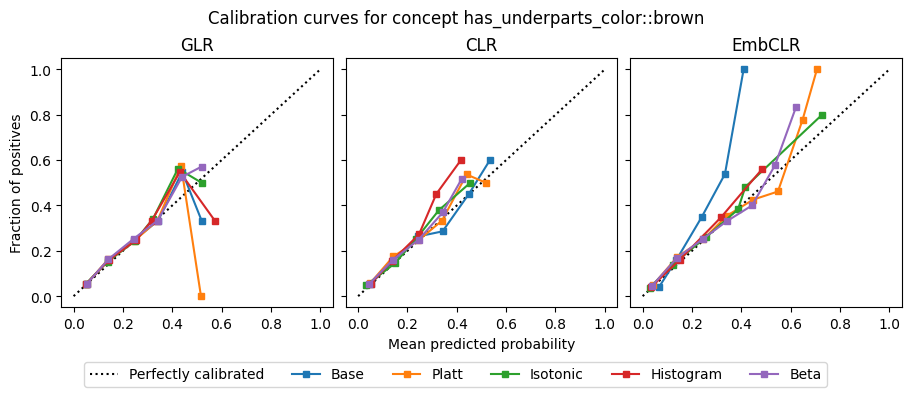 Calibration curves for concept has_underparts_color::brown
GLR
CLR
EmbCLR
Fraction of positives
1.0
0.8
0.6
0.4
0.2
0.0
0.0 0.2 0.4 0.6 0.8 1.0
0.0 0.2 0.4 0.6 0.8 1.0
0.0 0.2 0.4 0.6 0.8 1.0
Mean predicted probability
Perfectly calibrated Base Platt Isotonic Histogram Beta